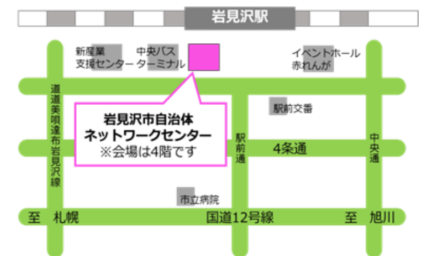 岩見沢駅
新産業
支援センター
中央バス
ターミナル
イベントホール
赤れんが
岩見沢市自治体
ネットワークセンター
※会場は4階です
駅前交番
道道美唄達布岩見沢線
駅前通
4条通
中央通
市立病院
至 札幌
国道12号線
至 旭川